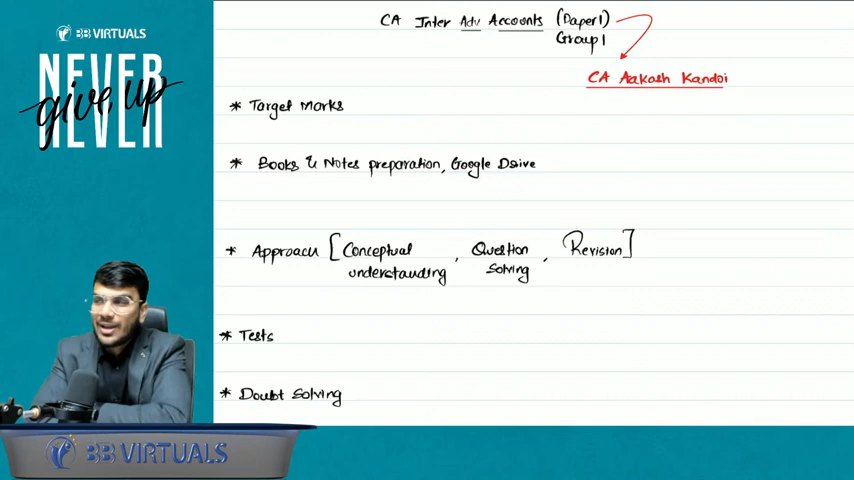 BB VIRTUALS
NEVER
give up
NEVER
CA Inter Adv Accounts (Paper 1)
Group 1
CA Aakash Kandoi
* Target Marks
* Books & Notes preparation, Google Drive
* Approach [Conceptual understanding, Question solving, Revision]
* Tests
* Doubt Solving
BB VIRTUALS